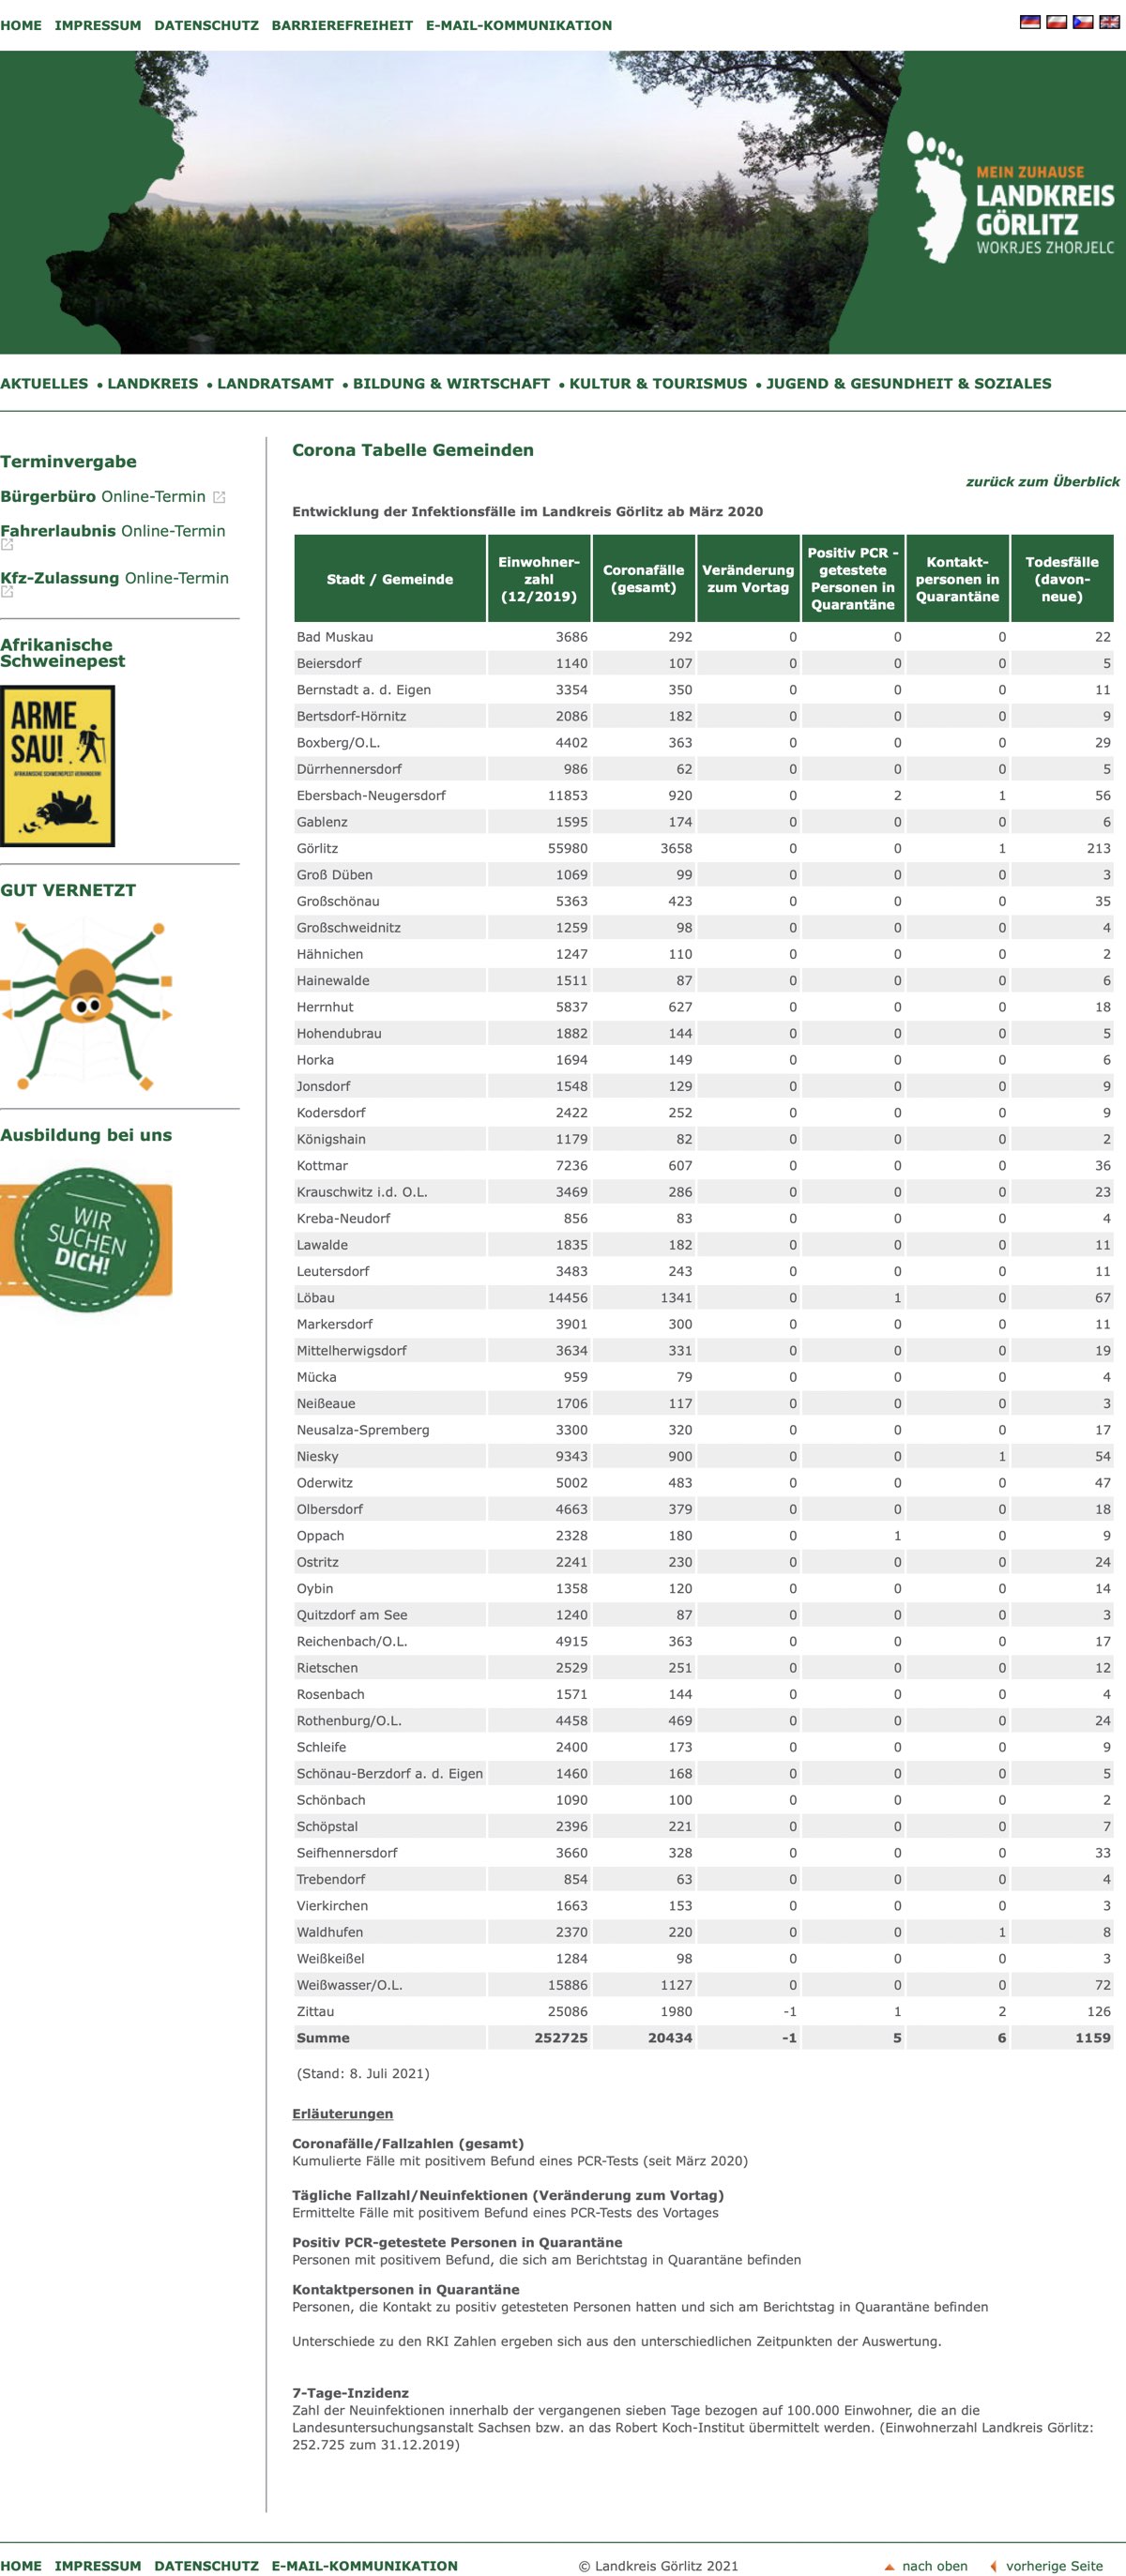 HOME IMPRESSUM DATENSCHUTZ BARRIEREFREIHEIT E-MAIL-KOMMUNIKATION
MEIN ZUHAUSE
LANDKREIS
GÖRLITZ
WOKRJES ZHORJELC
AKTUELLES • LANDKREIS • LANDRATSAMT • BILDUNG & WIRTSCHAFT • KULTUR & TOURISMUS • JUGEND & GESUNDHEIT & SOZIALES
Terminvergabe
Bürgerbüro Online-Termin
Fahrerlaubnis Online-Termin
Kfz-Zulassung Online-Termin
Afrikanische
Schweinepest
ARME
SAU!
AFRIKANISCHE SCHWEINEPEST VERHINDERN!
GUT VERNETZT
Ausbildung bei uns
WIR
SUCHEN
DICH!
Corona Tabelle Gemeinden
zurück zum Überblick
Entwicklung der Infektionsfälle im Landkreis Görlitz ab März 2020
Stadt / Gemeinde Einwohner-zahl (12/2019) Coronafälle (gesamt) Veränderung zum Vortag Positiv PCR - getestete Personen in Quarantäne Kontakt-personen in Quarantäne Todesfälle (davon-neue)
Bad Muskau 3686 292 0 0 0 22
Beiersdorf 1140 107 0 0 0 5
Bernstadt a. d. Eigen 3354 350 0 0 0 11
Bertsdorf-Hörnitz 2086 182 0 0 0 9
Boxberg/O.L. 4402 363 0 0 0 29
Dürrhennersdorf 986 62 0 0 0 5
Ebersbach-Neugersdorf 11853 920 0 2 1 56
Gablenz 1595 174 0 0 0 6
Görlitz 55980 3658 0 0 1 213
Groß Düben 1069 99 0 0 0 3
Großschönau 5363 423 0 0 0 35
Großschweidnitz 1259 98 0 0 0 4
Hähnichen 1247 110 0 0 0 2
Hainewalde 1511 87 0 0 0 6
Herrnhut 5837 627 0 0 0 18
Hohendubrau 1882 144 0 0 0 5
Horka 1694 149 0 0 0 6
Jonsdorf 1548 129 0 0 0 9
Kodersdorf 2422 252 0 0 0 9
Königshain 1179 82 0 0 0 2
Kottmar 7236 607 0 0 0 36
Krauschwitz i.d. O.L. 3469 286 0 0 0 23
Kreba-Neudorf 856 83 0 0 0 4
Lawalde 1835 182 0 0 0 11
Leutersdorf 3483 243 0 0 0 11
Löbau 14456 1341 0 1 0 67
Markersdorf 3901 300 0 0 0 11
Mittelherwigsdorf 3634 331 0 0 0 19
Mücka 959 79 0 0 0 4
Neißeaue 1706 117 0 0 0 3
Neusalza-Spremberg 3300 320 0 0 0 17
Niesky 9343 900 0 0 1 54
Oderwitz 5002 483 0 0 0 47
Olbersdorf 4663 379 0 0 0 18
Oppach 2328 180 0 1 0 9
Ostritz 2241 230 0 0 0 24
Oybin 1358 120 0 0 0 14
Quitzdorf am See 1240 87 0 0 0 3
Reichenbach/O.L. 4915 363 0 0 0 17
Rietschen 2529 251 0 0 0 12
Rosenbach 1571 144 0 0 0 4
Rothenburg/O.L. 4458 469 0 0 0 24
Schleife 2400 173 0 0 0 9
Schönau-Berzdorf a. d. Eigen 1460 168 0 0 0 5
Schönbach 1090 100 0 0 0 2
Schöpstal 2396 221 0 0 0 7
Seifhennersdorf 3660 328 0 0 0 33
Trebendorf 854 63 0 0 0 4
Vierkirchen 1663 153 0 0 0 3
Waldhufen 2370 220 0 0 1 8
Weißkeißel 1284 98 0 0 0 3
Weißwasser/O.L. 15886 1127 0 0 0 72
Zittau 25086 1980 -1 1 2 126
Summe 252725 20434 -1 5 6 1159
(Stand: 8. Juli 2021)
Erläuterungen
Coronafälle/Fallzahlen (gesamt)
Kumulierte Fälle mit positivem Befund eines PCR-Tests (seit März 2020)
Tägliche Fallzahl/Neuinfektionen (Veränderung zum Vortag)
Ermittelte Fälle mit positivem Befund eines PCR-Tests des Vortages
Positiv PCR-getestete Personen in Quarantäne
Personen mit positivem Befund, die sich am Berichtstag in Quarantäne befinden
Kontaktpersonen in Quarantäne
Personen, die Kontakt zu positiv getesteten Personen hatten und sich am Berichtstag in Quarantäne befinden
Unterschiede zu den RKI Zahlen ergeben sich aus den unterschiedlichen Zeitpunkten der Auswertung.
7-Tage-Inzidenz
Zahl der Neuinfektionen innerhalb der vergangenen sieben Tage bezogen auf 100.000 Einwohner, die an die
Landesuntersuchungsanstalt Sachsen bzw. an das Robert Koch-Institut übermittelt werden. (Einwohnerzahl Landkreis Görlitz:
252.725 zum 31.12.2019)
HOME IMPRESSUM DATENSCHUTZ E-MAIL-KOMMUNIKATION © Landkreis Görlitz 2021 nach oben vorherige Seite